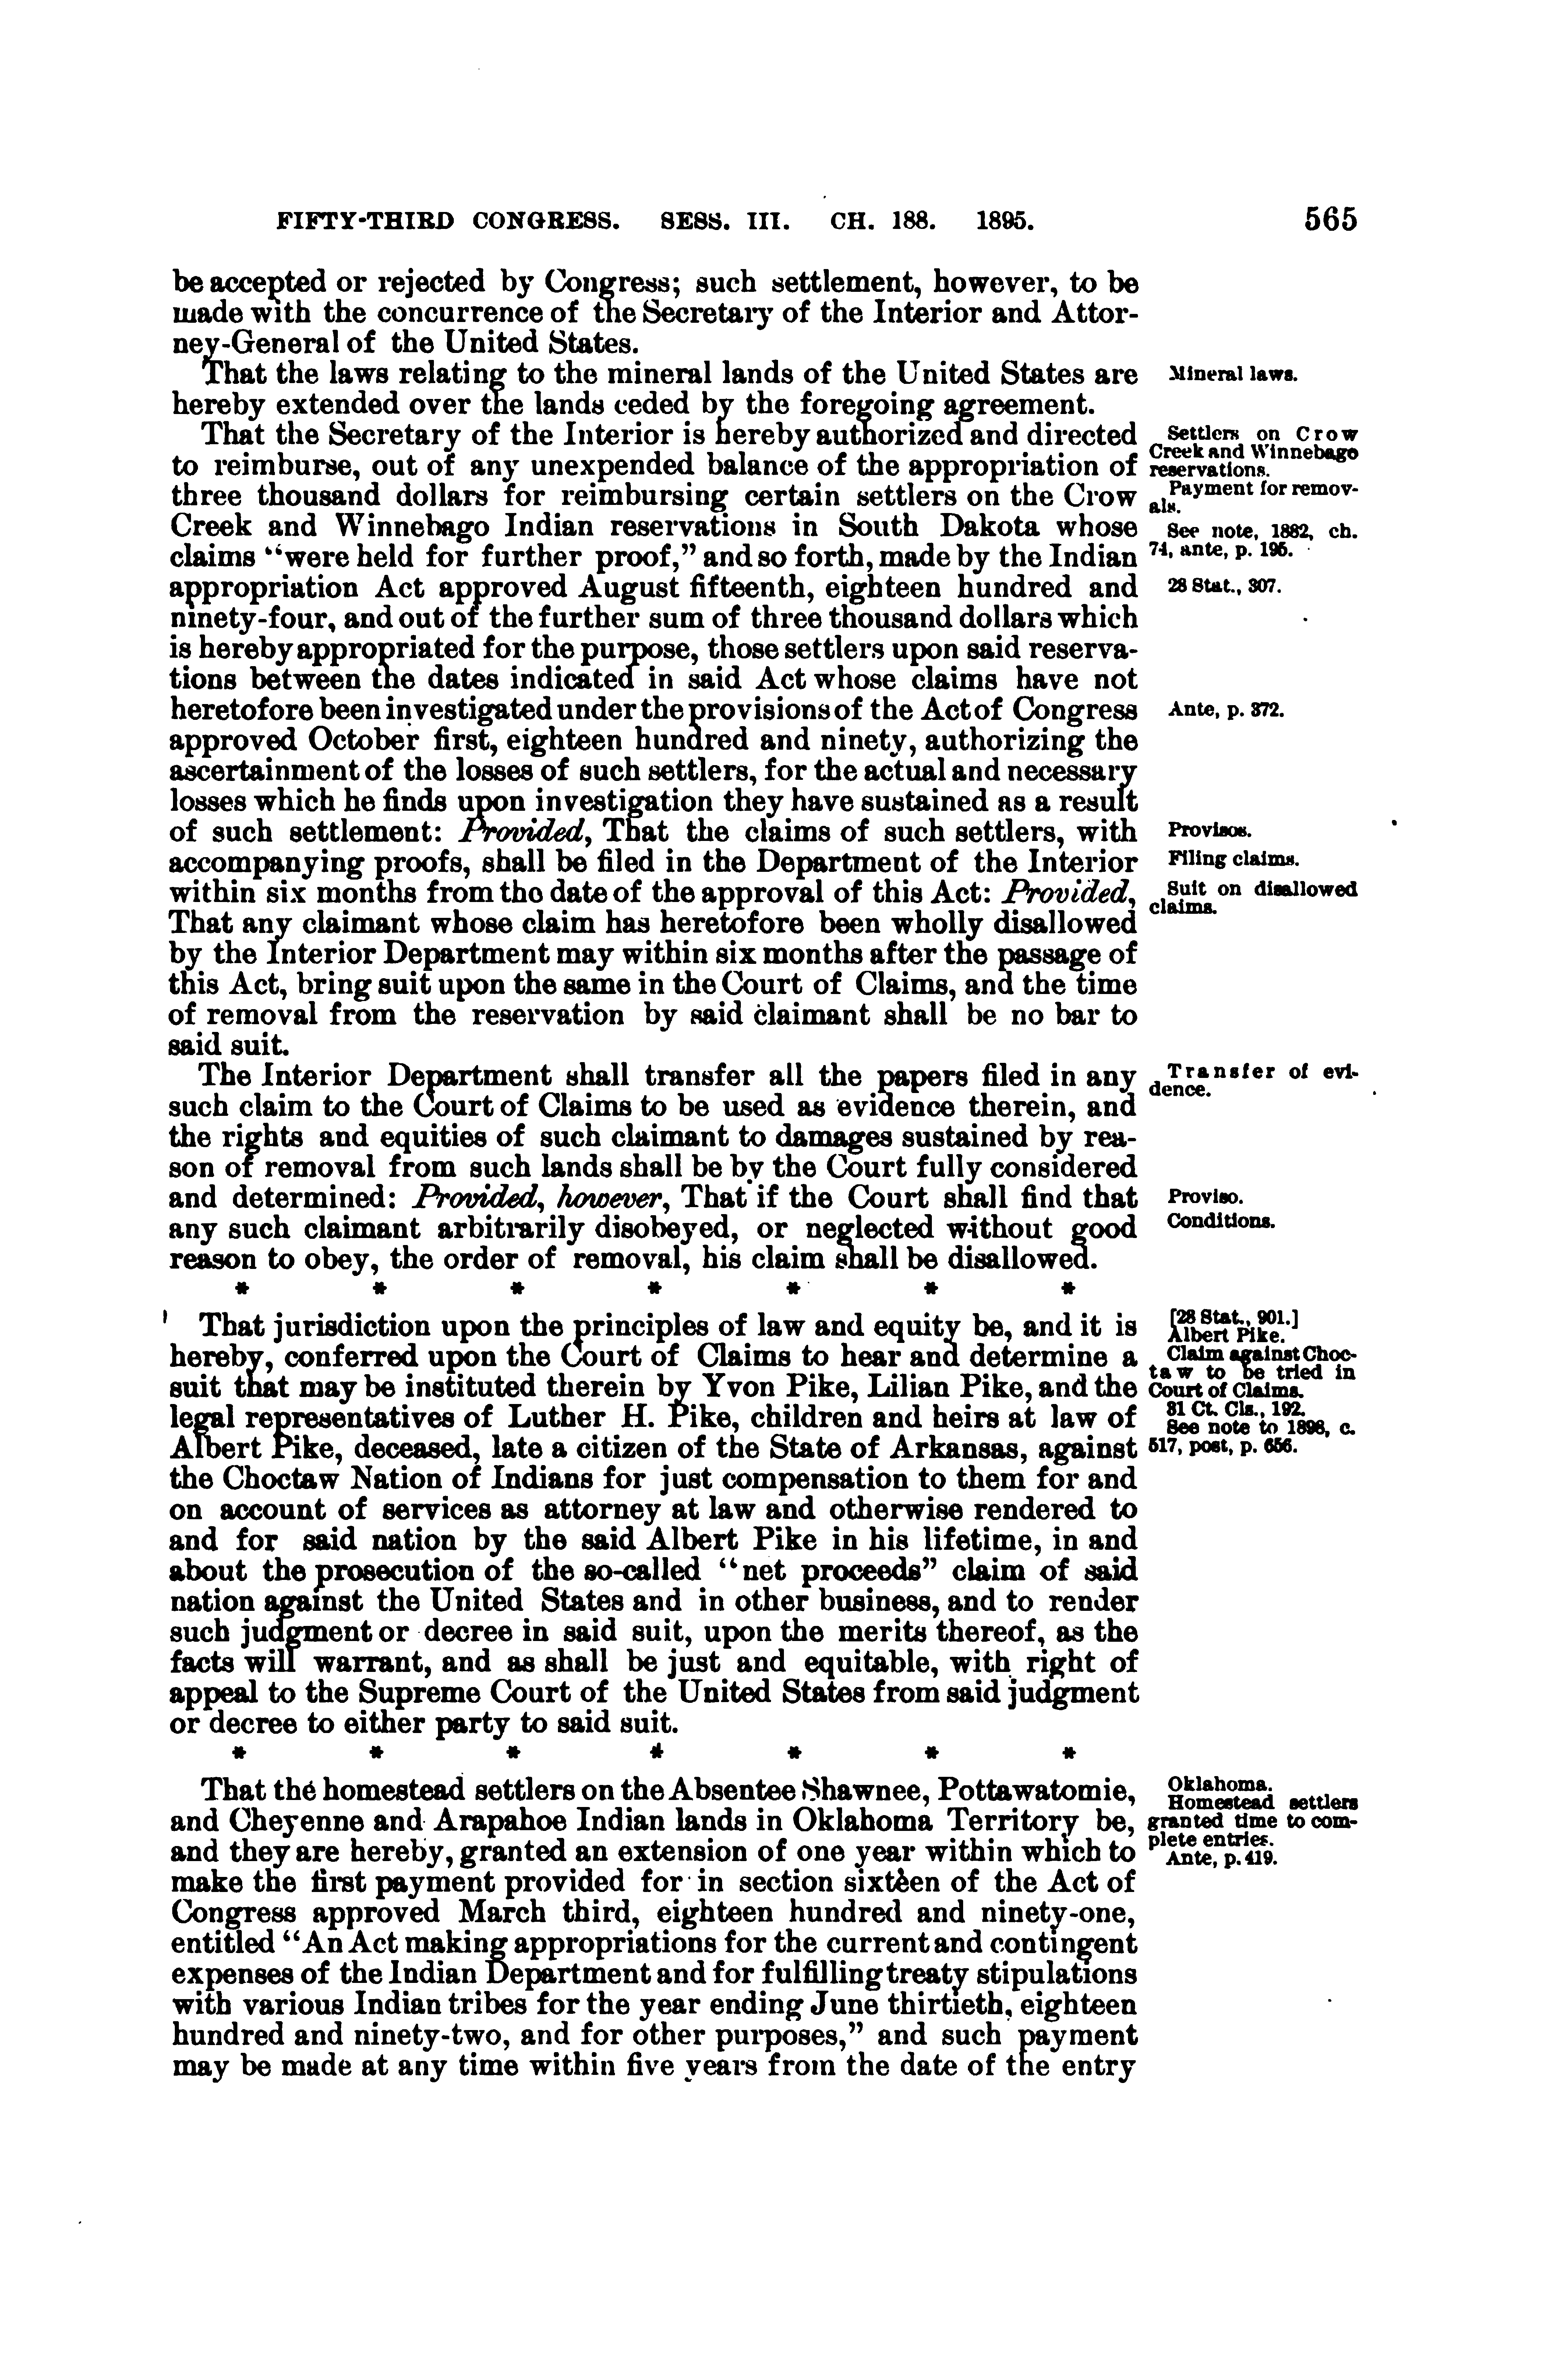 FIFTY-THIRD CONGRESS. SESS. III. CH. 188. 1895. 565
be accepted or rejected by Congress; such settlement, however, to be
made with the concurrence of the Secretary of the Interior and Attor-
ney-General of the United States.
That the laws relating to the mineral lands of the United States are
Mineral laws.
hereby extended over the lands ceded by the foregoing agreement.
That the Secretary of the Interior is hereby authorized and directed
to reimburse, out of any unexpended balance of the appropriation of
three thousand dollars for reimbursing certain settlers on the Crow
Creek and Winnebago Indian reservations in South Dakota whose
claims "were held for further proof," and so forth, made by the Indian
appropriation Act approved August fifteenth, eighteen hundred and
ninety-four, and out of the further sum of three thousand dollars which
is hereby appropriated for the purpose, those settlers upon said reserva-
tions between the dates indicated in said Act whose claims have not
heretofore been investigated under the provisions of the Act of Congress
approved October first, eighteen hundred and ninety, authorizing the
ascertainment of the losses of such settlers, for the actual and necessary
losses which he finds upon investigation they have sustained as a result
of such settlement: Provided, That the claims of such settlers, with
accompanying proofs, shall be filed in the Department of the Interior
within six months from the date of the approval of this Act: Provided,
That any claimant whose claim has heretofore been wholly disallowed
by the Interior Department may within six months after the passage of
this Act, bring suit upon the same in the Court of Claims, and the time
of removal from the reservation by said claimant shall be no bar to
said suit.
Settlers on Crow
Creek and Winnebago
reservations.
Payment for remov-
als.
See note, 1882, ch.
74, ante, p. 195.
28 Stat., 307.
Ante, p. 372.
Provisos.
Filing claims.
Suit on disallowed
claims.
The Interior Department shall transfer all the papers filed in any
such claim to the Court of Claims to be used as evidence therein, and
the rights and equities of such claimant to damages sustained by rea-
son of removal from such lands shall be by the Court fully considered
and determined: Provided, however, That if the Court shall find that
any such claimant arbitrarily disobeyed, or neglected without good
reason to obey, the order of removal, his claim shall be disallowed.
Transfer of evi-
dence.
Proviso.
Conditions.
* * * * * * *
That jurisdiction upon the principles of law and equity be, and it is
hereby, conferred upon the Court of Claims to hear and determine a
suit that may be instituted therein by Yvon Pike, Lilian Pike, and the
legal representatives of Luther H. Pike, children and heirs at law of
Albert Pike, deceased, late a citizen of the State of Arkansas, against
the Choctaw Nation of Indians for just compensation to them for and
on account of services as attorney at law and otherwise rendered to
and for said nation by the said Albert Pike in his lifetime, in and
about the prosecution of the so-called "net proceeds" claim of said
nation against the United States and in other business, and to render
such judgment or decree in said suit, upon the merits thereof, as the
facts will warrant, and as shall be just and equitable, with right of
appeal to the Supreme Court of the United States from said judgment
or decree to either party to said suit.
[28 Stat., 901.]
Albert Pike.
Claim against Choc-
taw to be tried in
Court of Claims.
31 Ct. Cls., 192.
See note to 1898, c.
517, post, p. 656.
* * * * * * *
That the homestead settlers on the Absentee Shawnee, Pottawatomie,
and Cheyenne and Arapahoe Indian lands in Oklahoma Territory be,
and they are hereby, granted an extension of one year within which to
make the first payment provided for in section sixteen of the Act of
Congress approved March third, eighteen hundred and ninety-one,
entitled "An Act making appropriations for the current and contingent
expenses of the Indian Department and for fulfilling treaty stipulations
with various Indian tribes for the year ending June thirtieth, eighteen
hundred and ninety-two, and for other purposes," and such payment
may be made at any time within five years from the date of the entry
Oklahoma.
Homestead settlers
granted time to com-
plete entries.
Ante, p. 419.